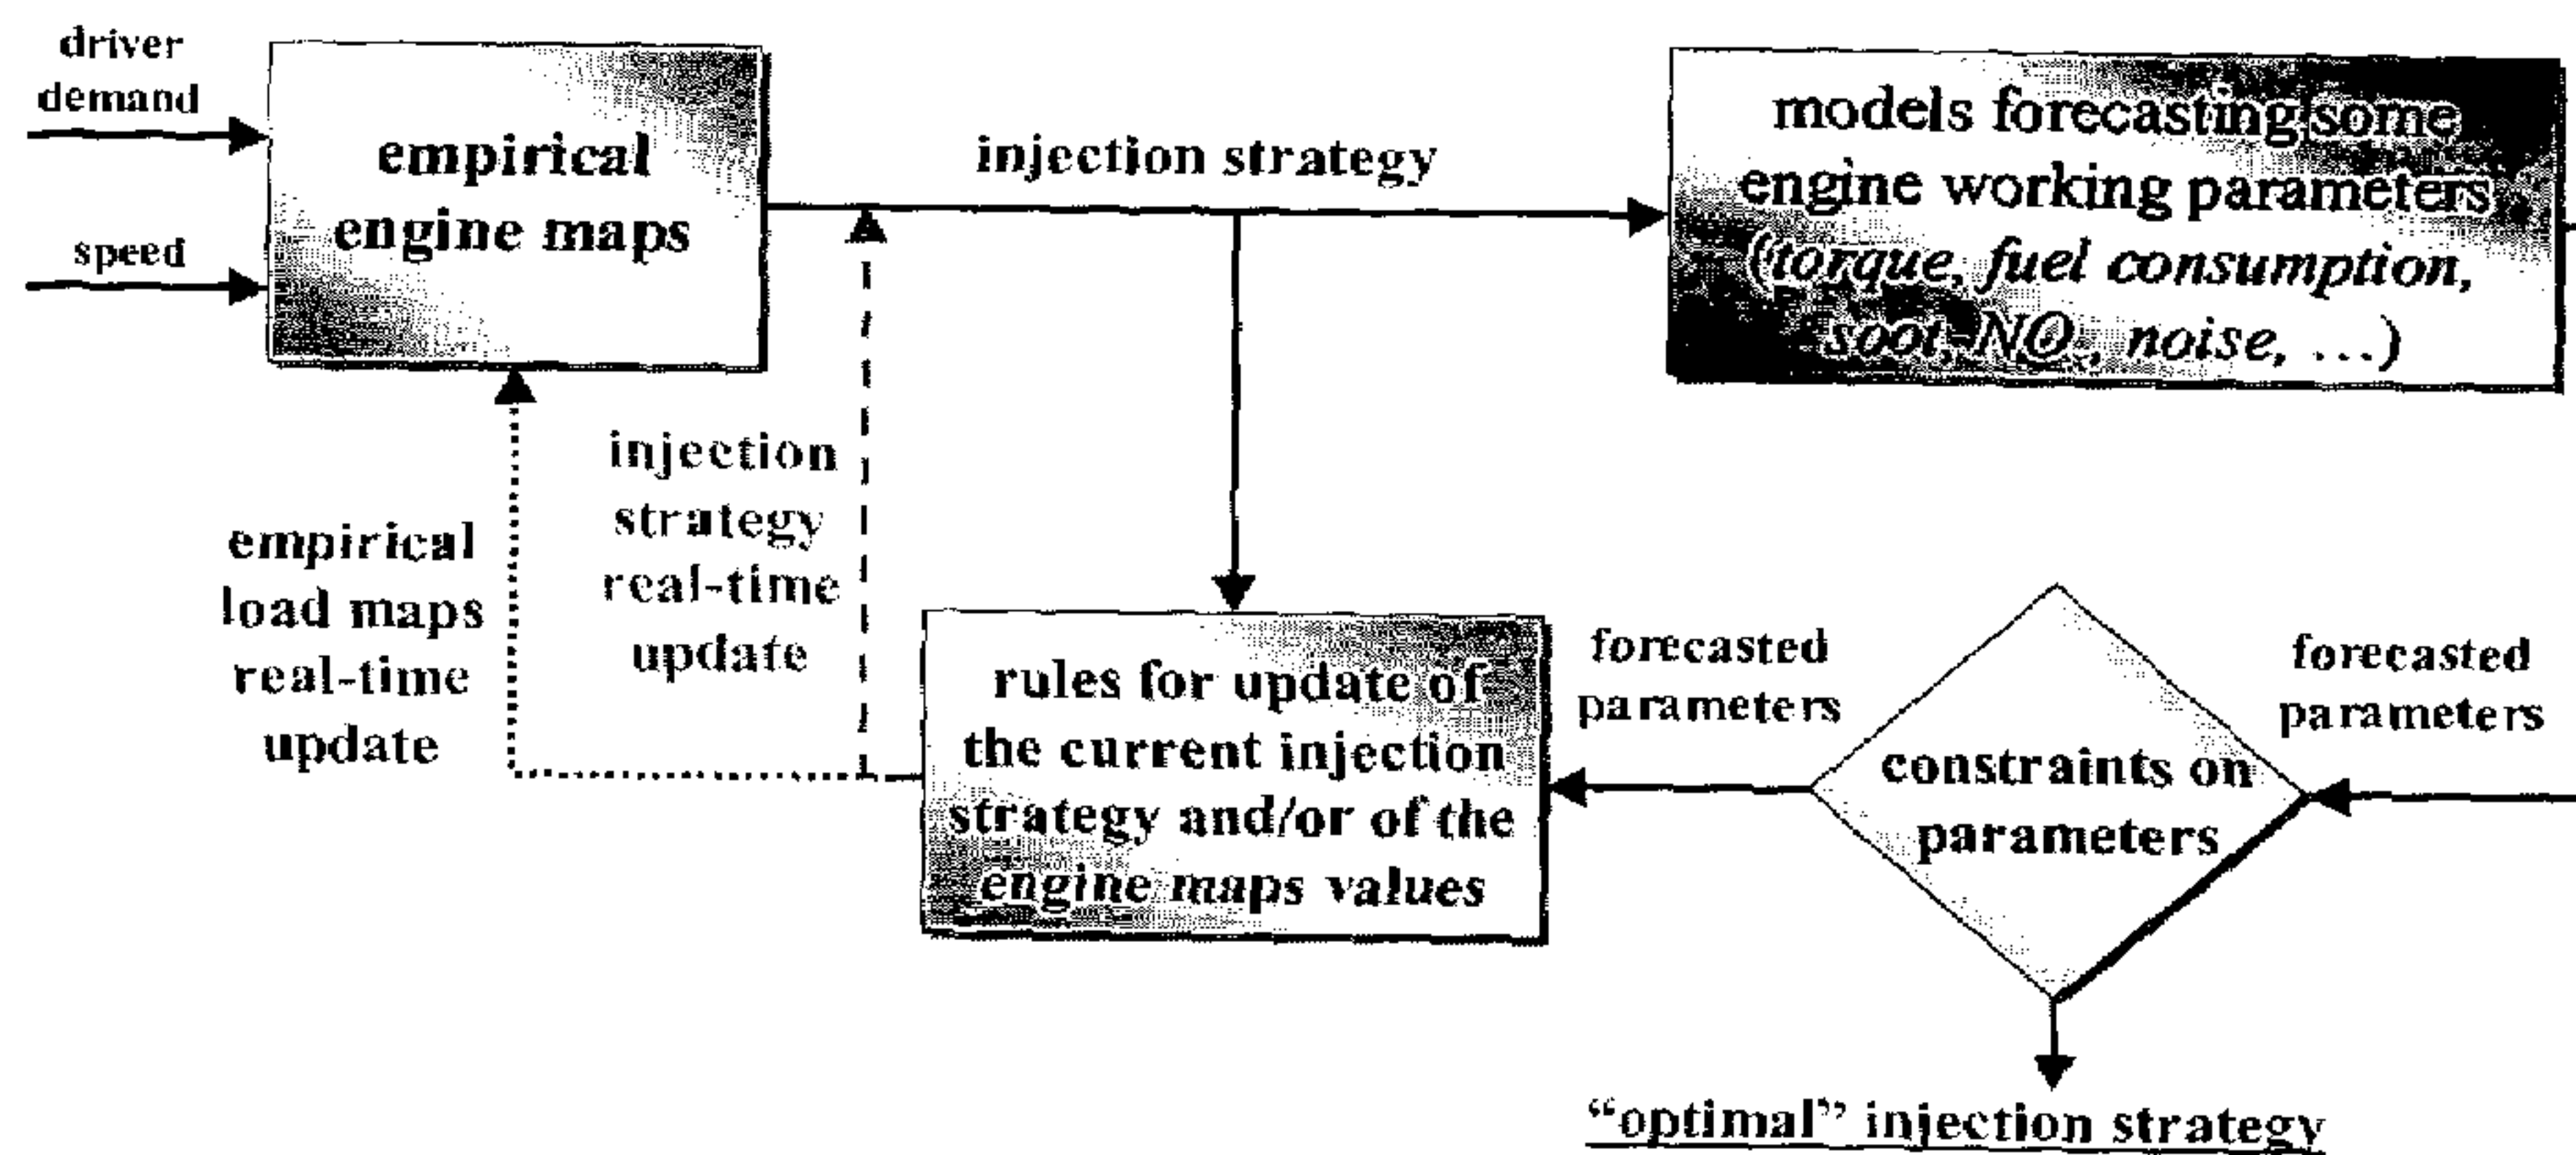 driver
demand
speed
empirical
engine maps
injection strategy
models forecasting some
engine working parameters
(torque, fuel consumption,
soot, NO , noise, ...)
injection
strategy
real-time
update
empirical
load maps
real-time
update
rules for update of
the current injection
strategy and/or of the
engine maps values
forecasted
parameters
constraints on
parameters
forecasted
parameters
“optimal” injection strategy